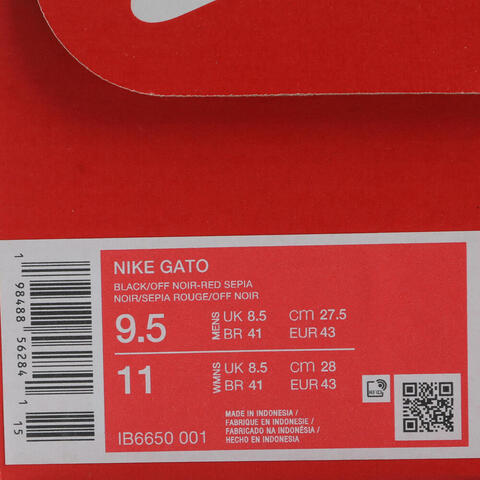 NIKE GATO
BLACK/OFF NOIR-RED SEPIA
NOIR/SEPIA ROUGE/OFF NOIR
9.5 MENS UK 8.5 cm 27.5
BR 41 EUR 43
11 WMNS UK 8.5 cm 28
BR 41 EUR 43
MADE IN INDONESIA /
FABRIQUÉ EN INDONESIE /
FABRICADO NA INDONÉSIA /
HECHO EN INDONESIA
IB6650 001
1 98488 56284 1 15